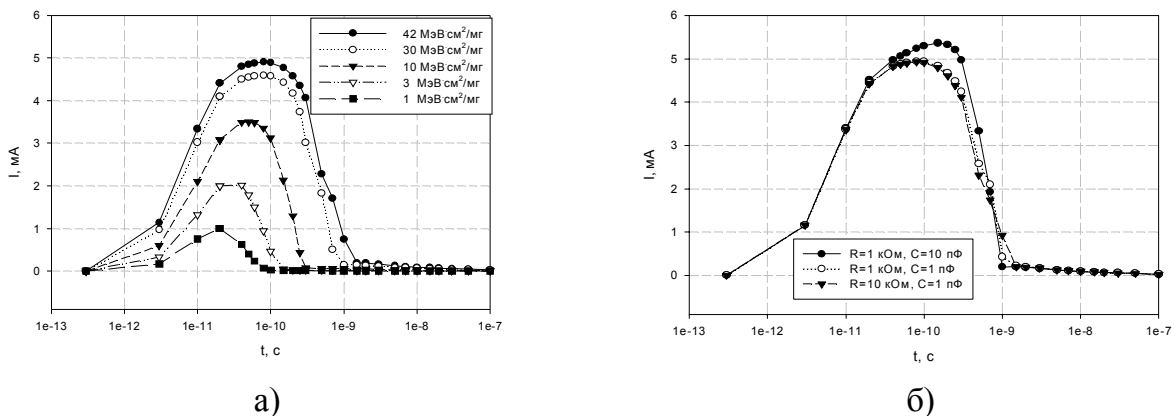 6
5
4
3
2
1
0
I, мА
42 МэВ·см²/мг
30 МэВ·см²/мг
10 МэВ·см²/мг
3 МэВ·см²/мг
1 МэВ·см²/мг
1e-13 1e-12 1e-11 1e-10 1e-9 1e-8 1e-7
t, с
а)
6
5
4
3
2
1
0
I, мА
R=1 кОм, C=10 пФ
R=1 кОм, C=1 пФ
R=10 кОм, C=1 пФ
1e-13 1e-12 1e-11 1e-10 1e-9 1e-8 1e-7
t, с
б)